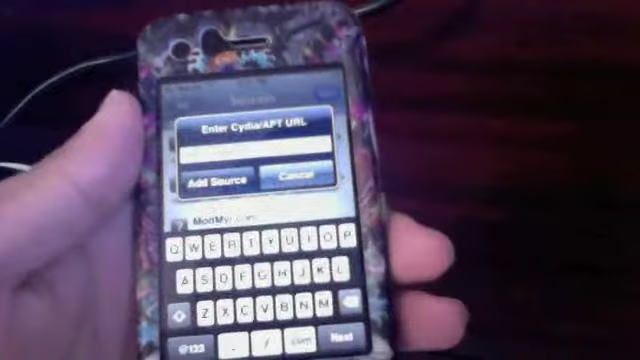 Enter Cydia/APT URL
Add Source Cancel
ModMyi.com
Q W E R T Y U I O P
A S D F G H J K L
Z X C V B N M
@123 . / .com Next